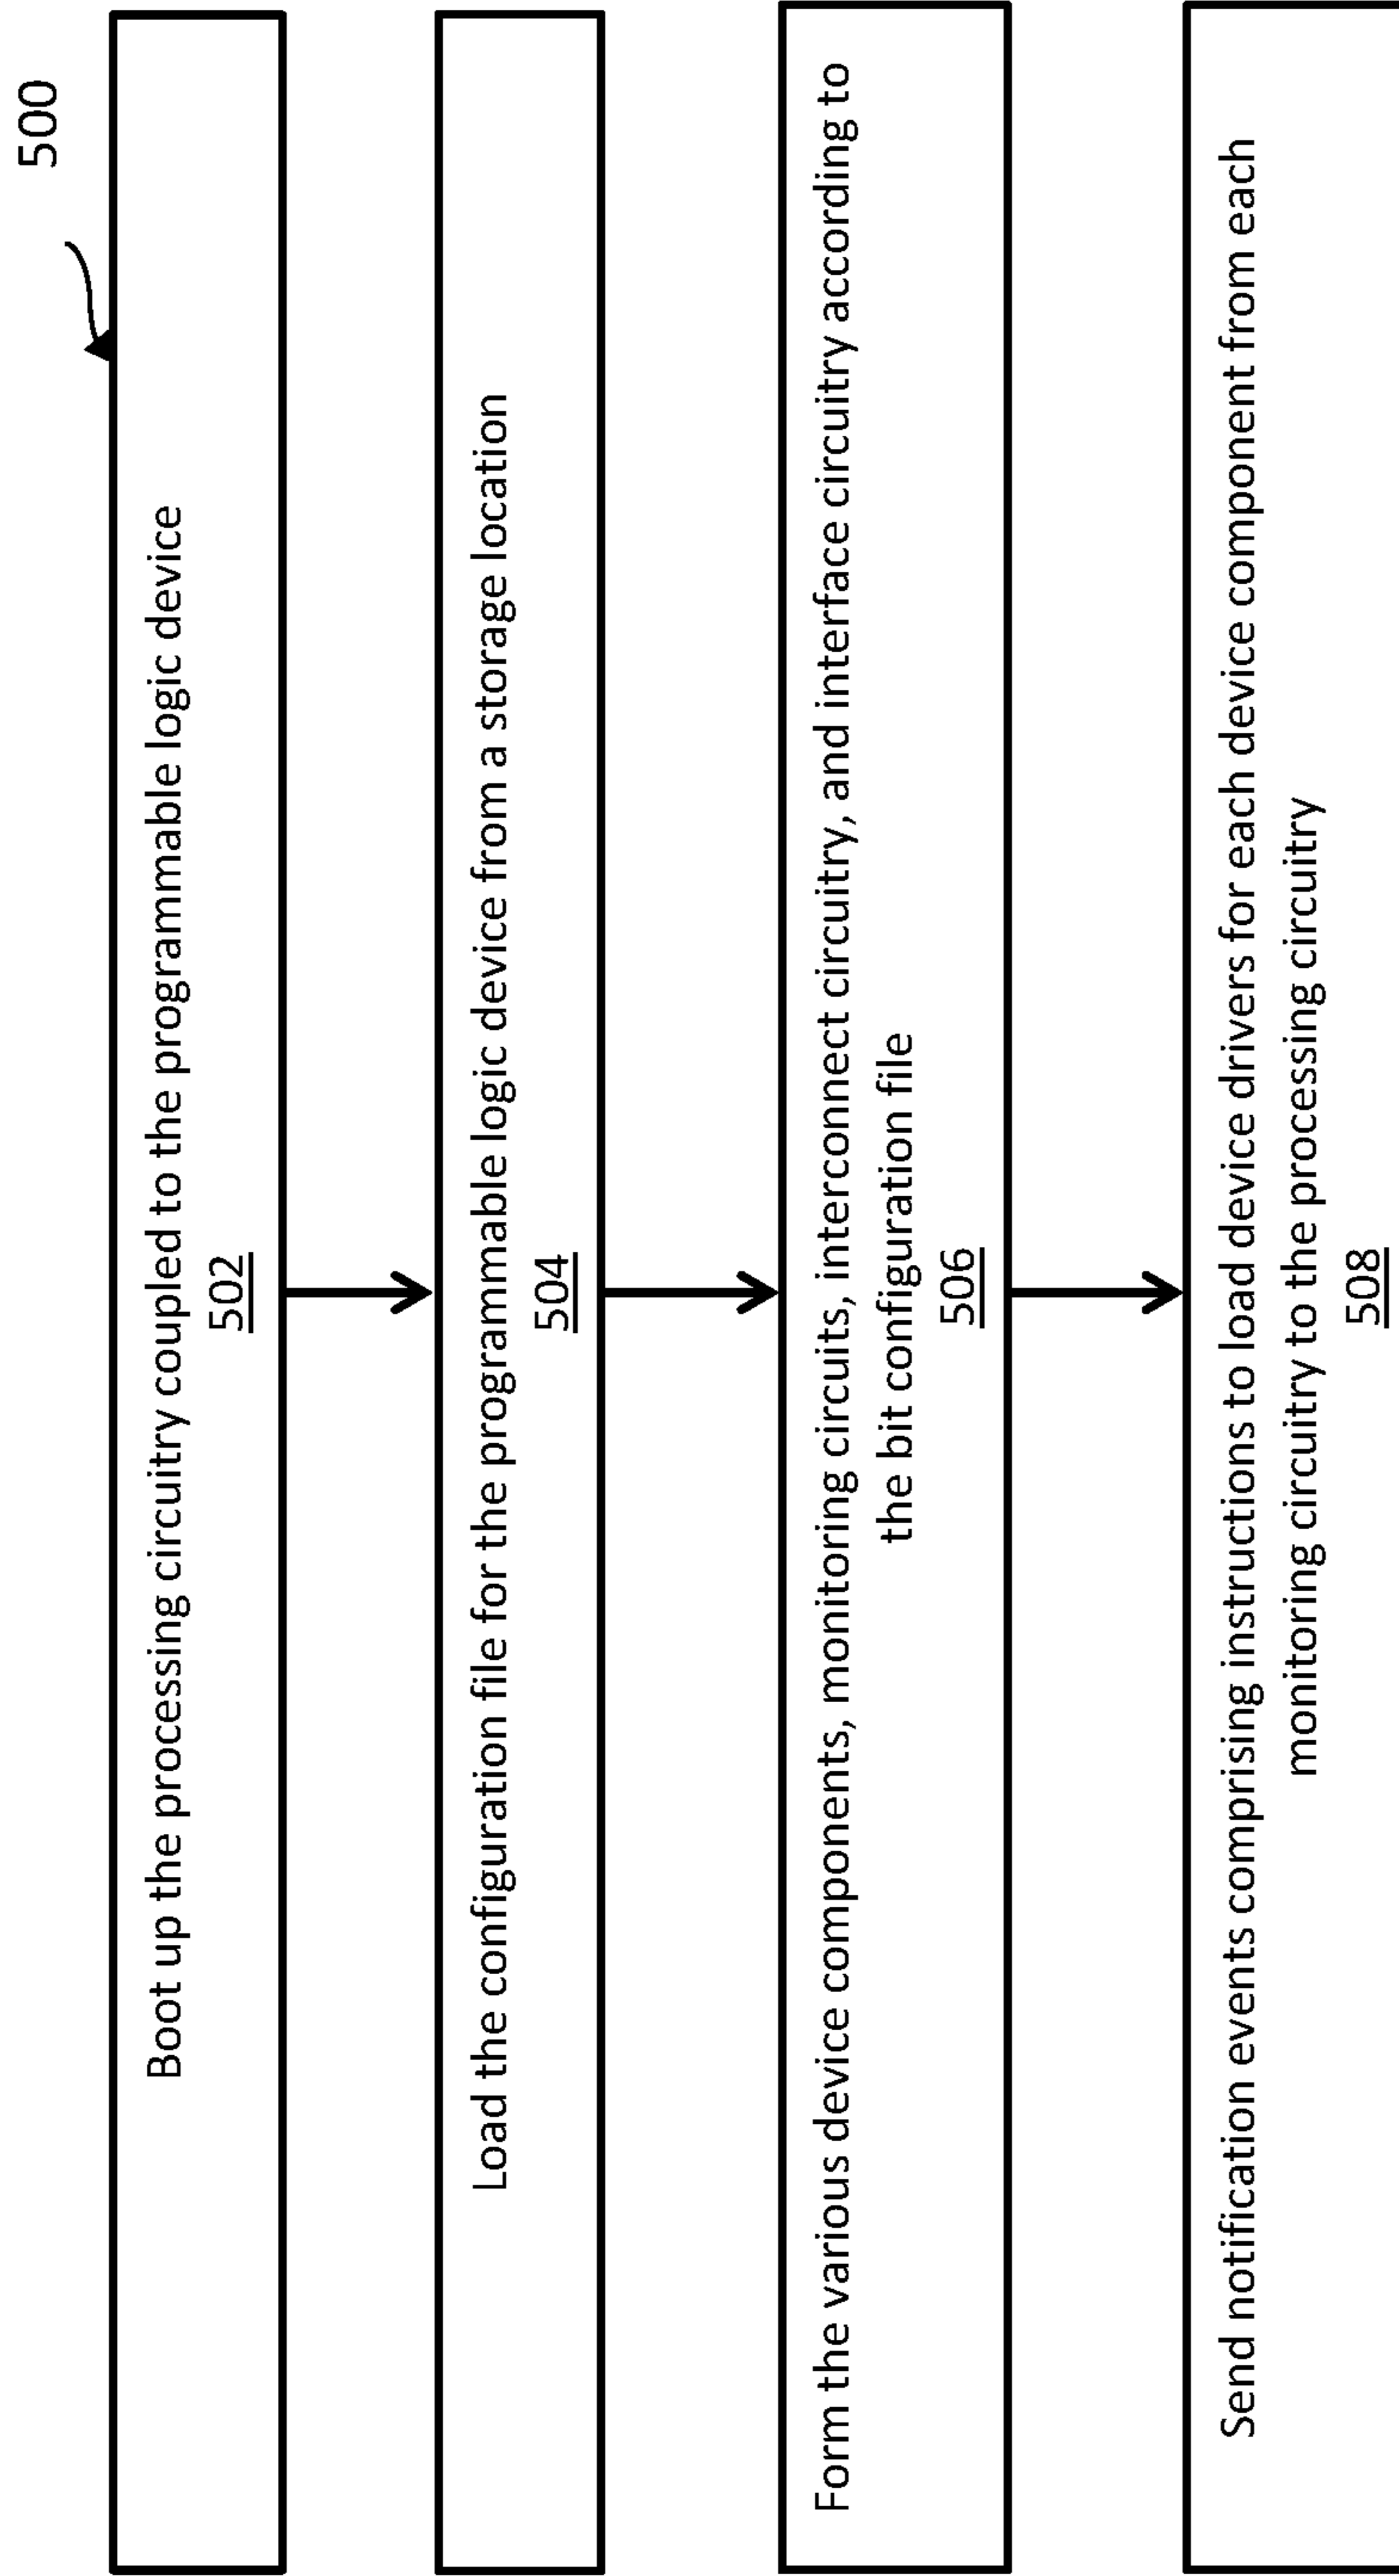 500
Boot up the processing circuitry coupled to the programmable logic device
502
Load the configuration file for the programmable logic device from a storage location
504
Form the various device components, monitoring circuits, interconnect circuitry, and interface circuitry according to
the bit configuration file
506
Send notification events comprising instructions to load device drivers for each device component from each
monitoring circuitry to the processing circuitry
508